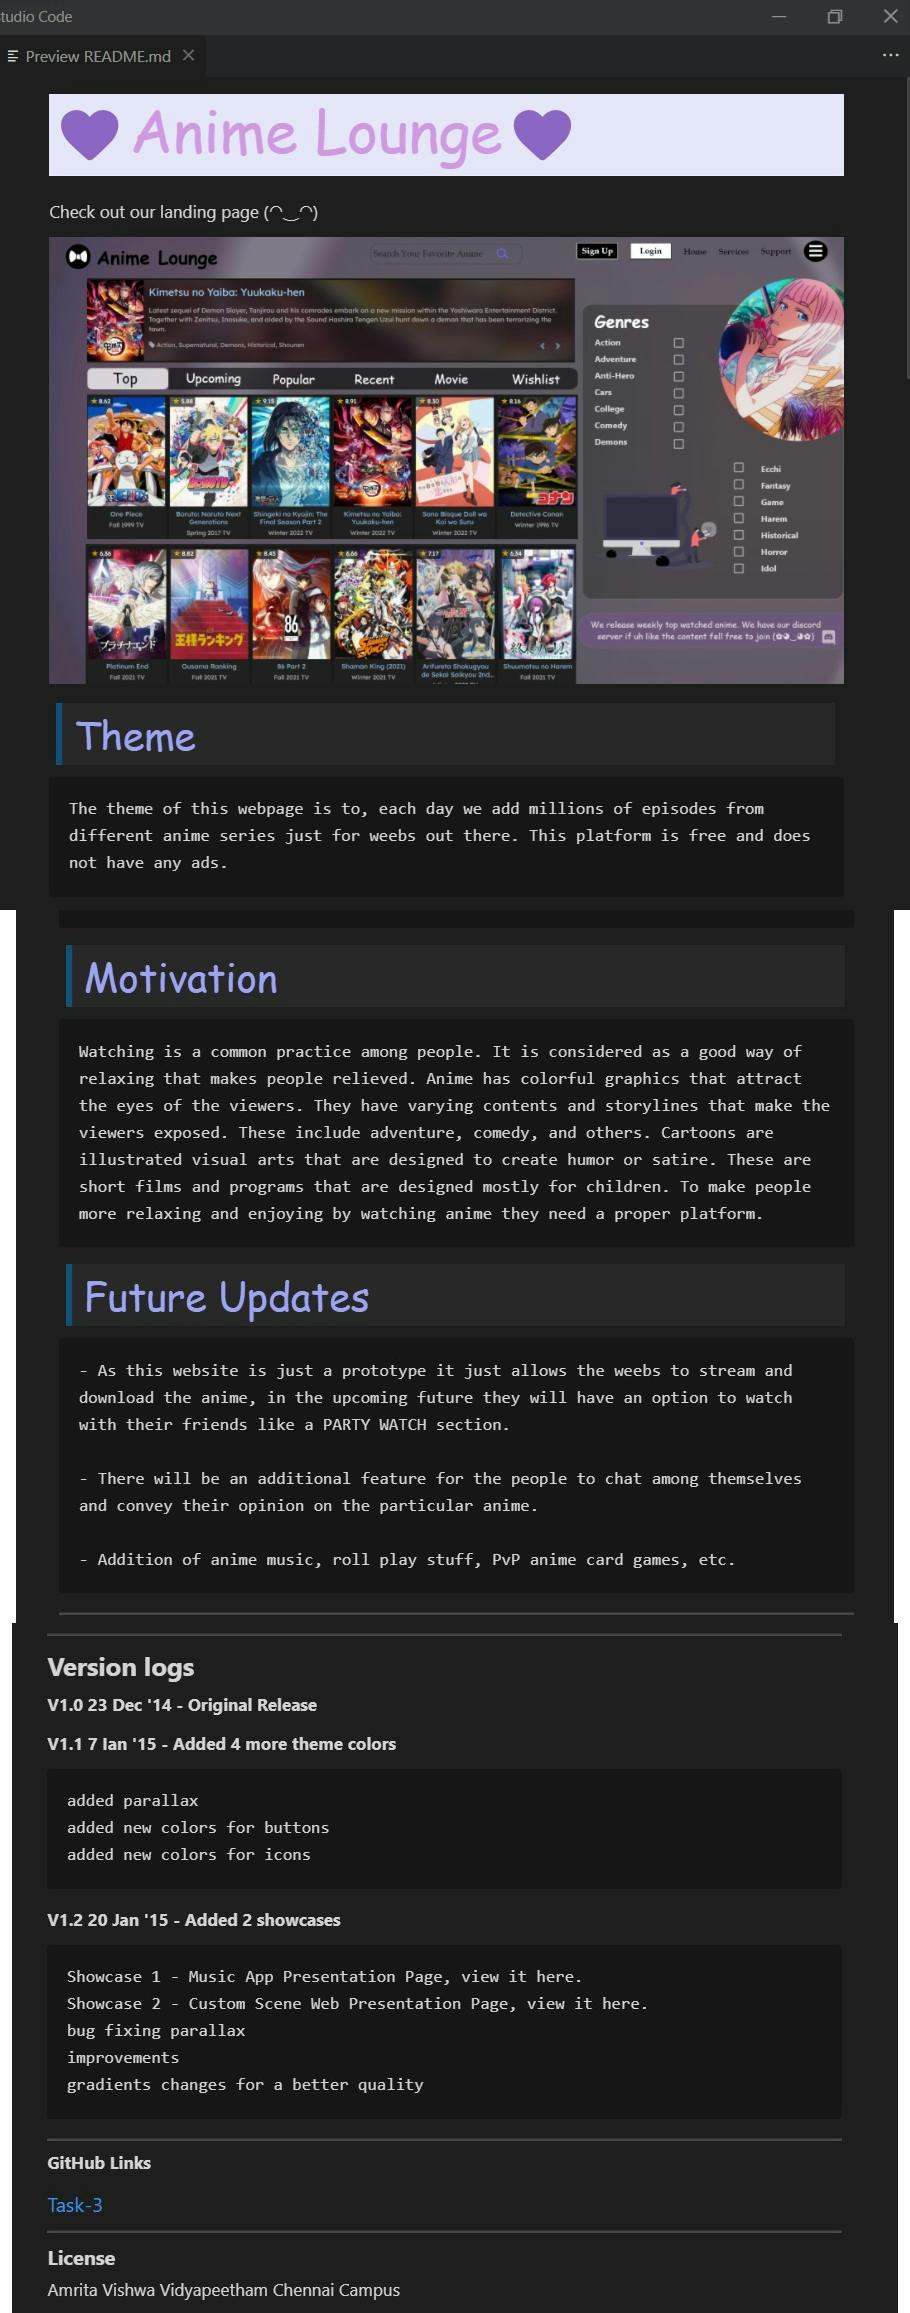 Studio Code
Preview README.md
Anime Lounge
Check out our landing page (◠‿◠)
Anime Lounge
Search Your Favorite Anime
Sign Up Login Home Services Support
Kimetsu no Yaiba: Yuukaku-hen
Latest sequel of Demon Slayer, Tanjirou and his comrades embark on a new mission within the Yoshiwara Entertainment District.
Together with Zenitsu, Inosuke, and aided by the Sound Hashira Tengen Uzui hunt down a demon that has been terrorizing the
town.
Action, Supernatural, Demons, Historical, Shounen
Top Upcoming Popular Recent Movie Wishlist
8.62 5.88 9.15 8.91 8.30 8.16
One Piece
Fall 1999 TV
Boruto: Naruto Next
Generations
Spring 2017 TV
Shingeki no Kyojin: The
Final Season Part 2
Winter 2022 TV
Kimetsu no Yaiba:
Yuukaku-hen
Winter 2022 TV
Sono Bisque Doll wa
Koi wo Suru
Winter 2022 TV
Detective Conan
Winter 1996 TV
6.36 8.82 8.45 6.66 7.17 6.34
プラチナエンド
王様ランキング
86
Platinum End
Fall 2021 TV
Ousama Ranking
Fall 2021 TV
86 Part 2
Fall 2021 TV
Shaman King (2021)
Winter 2021 TV
Arifureta Shokugyou
de Sekai Saikyou 2nd...
Shuumatsu no Harem
Fall 2021 TV
Genres
Action
Adventure
Anti-Hero
Cars
College
Comedy
Demons
Ecchi
Fantasy
Game
Harem
Historical
Horror
Idol
We release weekly top watched anime. We have our discord
server if uh like the content fell free to join (✿◕‿◕✿)
Theme
The theme of this webpage is to, each day we add millions of episodes from
different anime series just for weebs out there. This platform is free and does
not have any ads.
Motivation
Watching is a common practice among people. It is considered as a good way of
relaxing that makes people relieved. Anime has colorful graphics that attract
the eyes of the viewers. They have varying contents and storylines that make the
viewers exposed. These include adventure, comedy, and others. Cartoons are
illustrated visual arts that are designed to create humor or satire. These are
short films and programs that are designed mostly for children. To make people
more relaxing and enjoying by watching anime they need a proper platform.
Future Updates
- As this website is just a prototype it just allows the weebs to stream and
download the anime, in the upcoming future they will have an option to watch
with their friends like a PARTY WATCH section.
- There will be an additional feature for the people to chat among themselves
and convey their opinion on the particular anime.
- Addition of anime music, roll play stuff, PvP anime card games, etc.
Version logs
V1.0 23 Dec '14 - Original Release
V1.1 7 Ian '15 - Added 4 more theme colors
added parallax
added new colors for buttons
added new colors for icons
V1.2 20 Jan '15 - Added 2 showcases
Showcase 1 - Music App Presentation Page, view it here.
Showcase 2 - Custom Scene Web Presentation Page, view it here.
bug fixing parallax
improvements
gradients changes for a better quality
GitHub Links
Task-3
License
Amrita Vishwa Vidyapeetham Chennai Campus